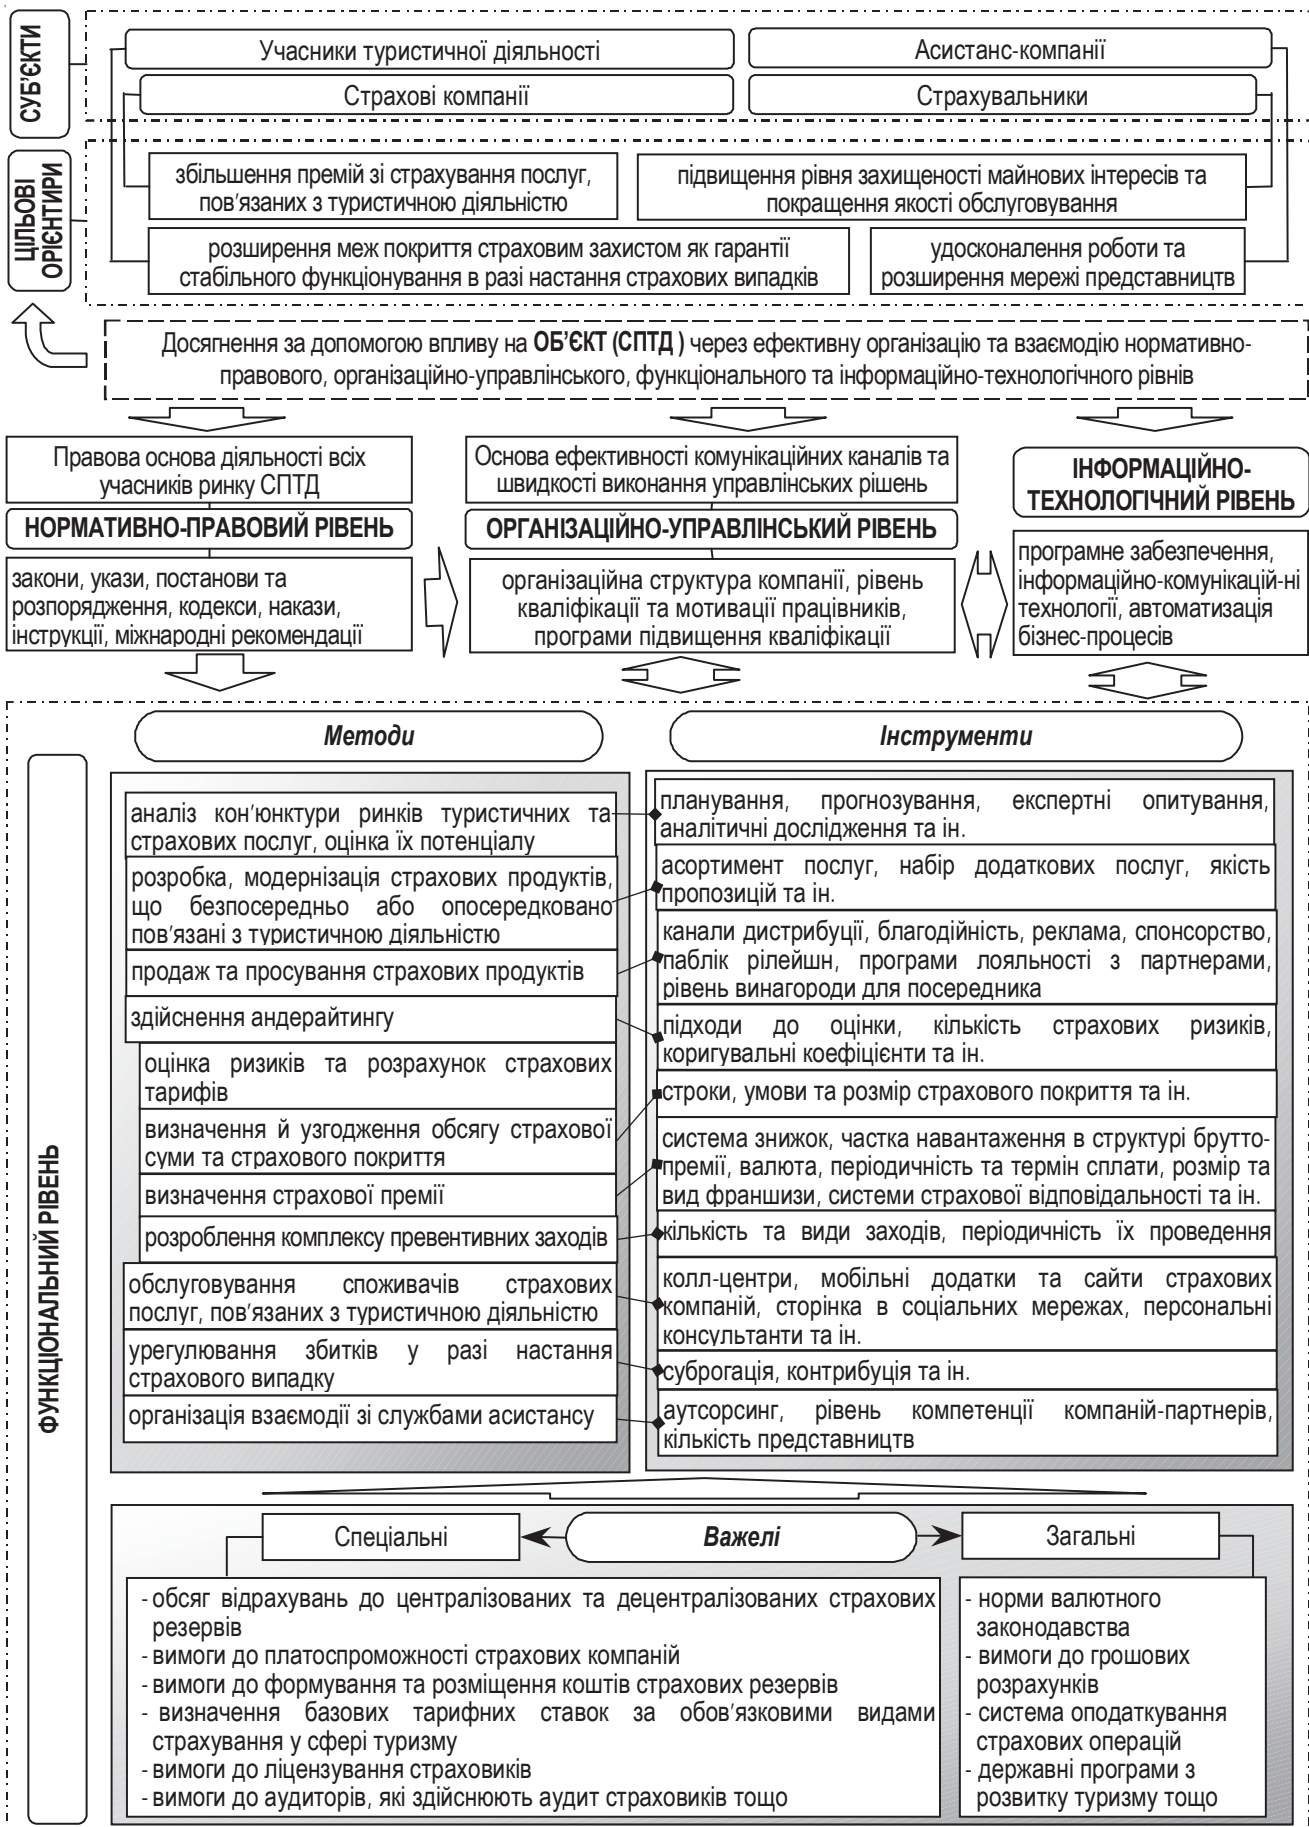 СУБ'ЄКТИ
Учасники туристичної діяльності
Асистанс-компанії
Страхові компанії
Страхувальники
ЦІЛЬОВІ
ОРІЄНТИРИ
збільшення премій зі страхування послуг,
пов'язаних з туристичною діяльністю
підвищення рівня захищеності майнових інтересів та
покращення якості обслуговування
розширення меж покриття страховим захистом як гарантії
стабільного функціонування в разі настання страхових випадків
удосконалення роботи та
розширення мережі представництв
Досягнення за допомогою впливу на ОБ'ЄКТ (СПТД ) через ефективну організацію та взаємодію нормативно-
правового, організаційно-управлінського, функціонального та інформаційно-технологічного рівнів
Правова основа діяльності всіх
учасників ринку СПТД
НОРМАТИВНО-ПРАВОВИЙ РІВЕНЬ
закони, укази, постанови та
розпорядження, кодекси, накази,
інструкції, міжнародні рекомендації
Основа ефективності комунікаційних каналів та
швидкості виконання управлінських рішень
ОРГАНІЗАЦІЙНО-УПРАВЛІНСЬКИЙ РІВЕНЬ
організаційна структура компанії, рівень
кваліфікації та мотивації працівників,
програми підвищення кваліфікації
ІНФОРМАЦІЙНО-
ТЕХНОЛОГІЧНИЙ РІВЕНЬ
програмне забезпечення,
інформаційно-комунікацій-ні
технології, автоматизація
бізнес-процесів
ФУНКЦІОНАЛЬНИЙ РІВЕНЬ
Методи
Інструменти
аналіз кон'юнктури ринків туристичних та
страхових послуг, оцінка їх потенціалу
розробка, модернізація страхових продуктів,
що безпосередньо або опосередковано
пов'язані з туристичною діяльністю
продаж та просування страхових продуктів
здійснення андерайтингу
оцінка ризиків та розрахунок страхових
тарифів
визначення й узгодження обсягу страхової
суми та страхового покриття
визначення страхової премії
розроблення комплексу превентивних заходів
обслуговування споживачів страхових
послуг, пов'язаних з туристичною діяльністю
урегулювання збитків у разі настання
страхового випадку
організація взаємодії зі службами асистансу
планування, прогнозування, експертні опитування,
аналітичні дослідження та ін.
асортимент послуг, набір додаткових послуг, якість
пропозицій та ін.
канали дистрибуції, благодійність, реклама, спонсорство,
паблік рілейшн, програми лояльності з партнерами,
рівень винагороди для посередника
підходи до оцінки, кількість страхових ризиків,
коригувальні коефіцієнти та ін.
строки, умови та розмір страхового покриття та ін.
система знижок, частка навантаження в структурі брутто-
премії, валюта, періодичність та термін сплати, розмір та
вид франшизи, системи страхової відповідальності та ін.
кількість та види заходів, періодичність їх проведення
колл-центри, мобільні додатки та сайти страхових
компаній, сторінка в соціальних мережах, персональні
консультанти та ін.
суброгація, контрибуція та ін.
аутсорсинг, рівень компетенції компаній-партнерів,
кількість представництв
Спеціальні
Важелі
Загальні
- обсяг відрахувань до централізованих та децентралізованих страхових
резервів
- вимоги до платоспроможності страхових компаній
- вимоги до формування та розміщення коштів страхових резервів
- визначення базових тарифних ставок за обов'язковими видами
страхування у сфері туризму
- вимоги до ліцензування страховиків
- вимоги до аудиторів, які здійснюють аудит страховиків тощо
- норми валютного
законодавства
- вимоги до грошових
розрахунків
- система оподаткування
страхових операцій
- державні програми з
розвитку туризму тощо